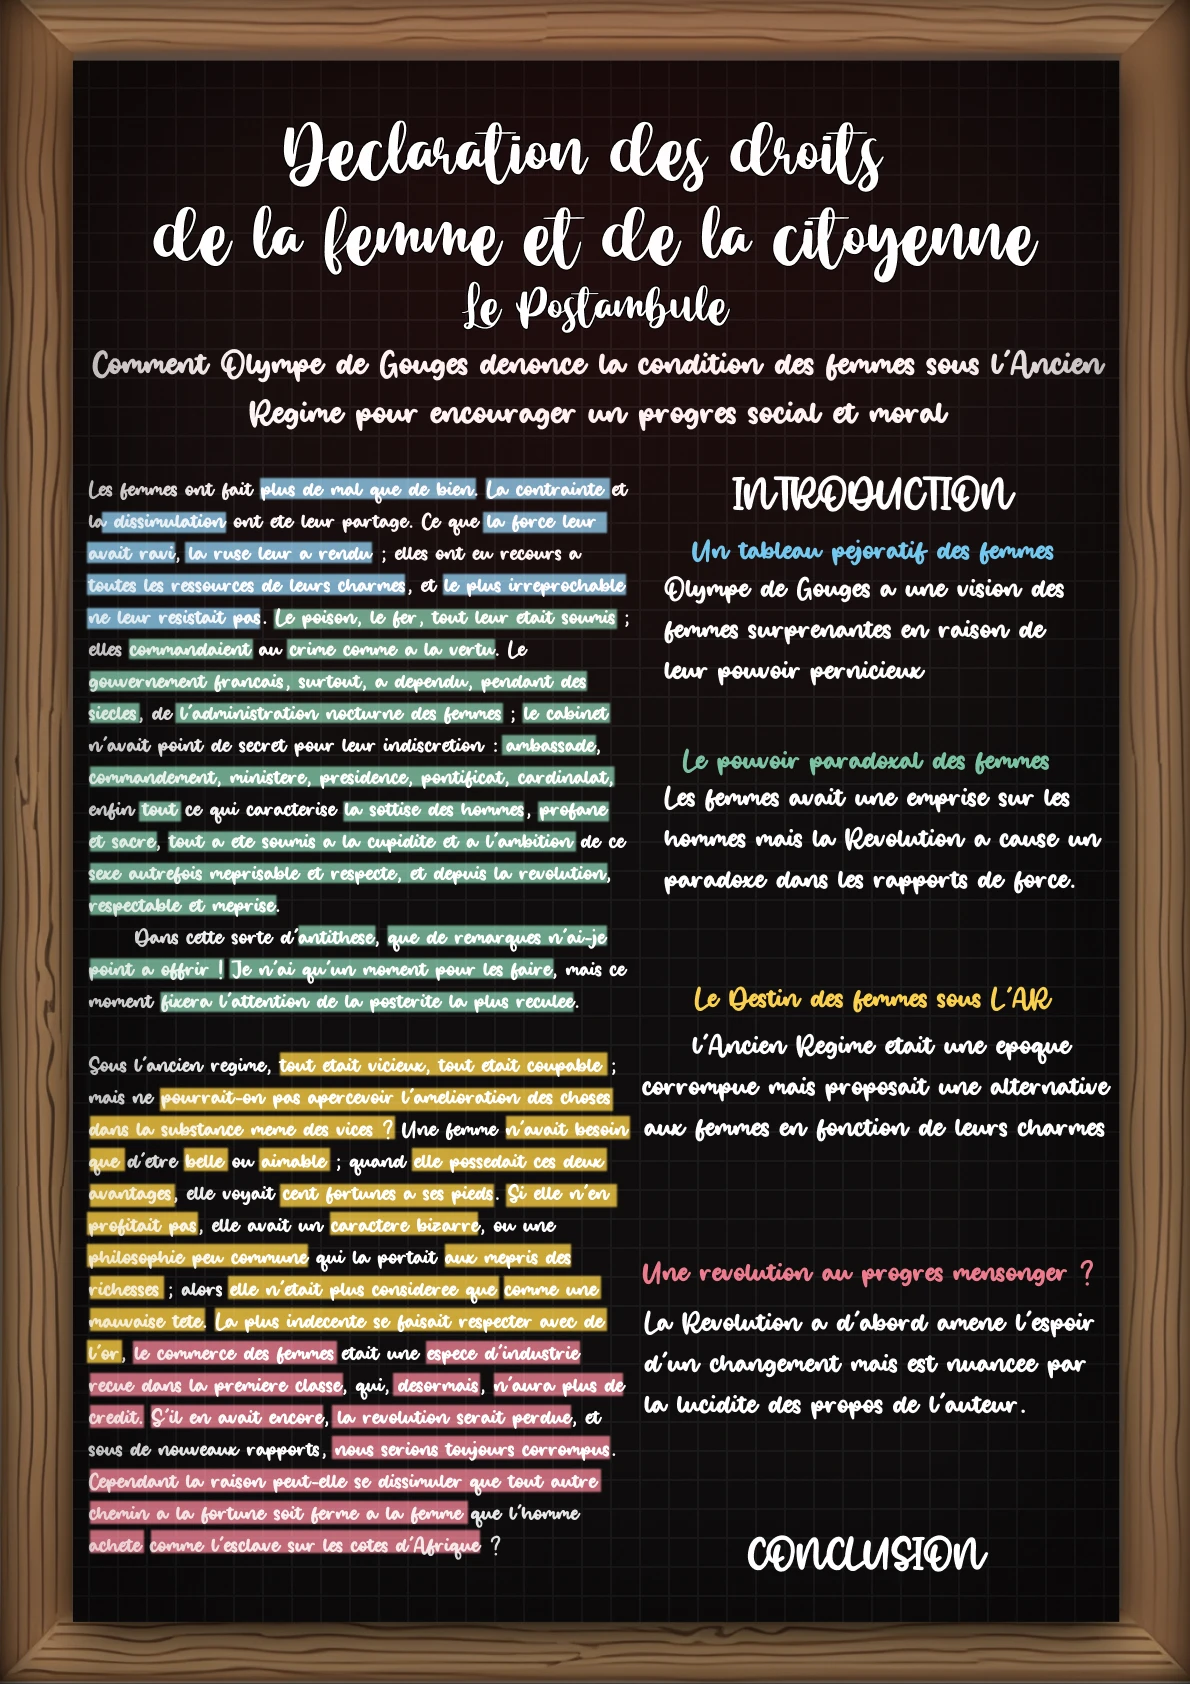 Declaration des droits
de la femme et de la citoyenne
Le Postambule
Comment Olympe de Gouges denonce la condition des femmes sous l'Ancien
Regime pour encourager un progres social et moral
Les femmes ont fait plus de mal que de bien. La contrainte et
la dissimulation ont ete leur partage. Ce que la force leur
avait ravi, la ruse leur a rendu ; elles ont eu recours a
toutes les ressources de leurs charmes, et le plus irreprochable
ne leur resistait pas. Le poison, le fer, tout leur etait soumis ;
elles commandaient au crime comme a la vertu. Le
gouvernement francais, surtout, a dependu, pendant des
siecles, de l'administration nocturne des femmes ; le cabinet
n'avait point de secret pour leur indiscretion : ambassade,
commandement, ministere, presidence, pontificat, cardinalat,
enfin tout ce qui caracterise la sottise des hommes, profane
et sacre, tout a ete soumis a la cupidite et a l'ambition de ce
sexe autrefois meprisable et respecte, et depuis la revolution,
respectable et meprise.
Dans cette sorte d'antithese, que de remarques n'ai-je
point a offrir ! Je n'ai qu'un moment pour les faire, mais ce
moment fixera l'attention de la posterite la plus reculee.
Sous l'ancien regime, tout etait vicieux, tout etait coupable ;
mais ne pourrait-on pas apercevoir l'amelioration des choses
dans la substance meme des vices ? Une femme n'avait besoin
que d'etre belle ou aimable ; quand elle possedait ces deux
avantages, elle voyait cent fortunes a ses pieds. Si elle n'en
profitait pas, elle avait un caractere bizarre, ou une
philosophie peu commune qui la portait aux mepris des
richesses ; alors elle n'etait plus consideree que comme une
mauvaise tete. La plus indecente se faisait respecter avec de
l'or, le commerce des femmes etait une espece d'industrie
recue dans la premiere classe, qui, desormais, n'aura plus de
credit. S'il en avait encore, la revolution serait perdue, et
sous de nouveaux rapports, nous serions toujours corrompus.
Cependant la raison peut-elle se dissimuler que tout autre
chemin a la fortune soit ferme a la femme que l'homme
achete comme l'esclave sur les cotes d'Afrique ?
INTRODUCTION
Un tableau pejoratif des femmes
Olympe de Gouges a une vision des
femmes surprenantes en raison de
leur pouvoir pernicieux
Le pouvoir paradoxal des femmes
Les femmes avait une emprise sur les
hommes mais la Revolution a cause un
paradoxe dans les rapports de force.
Le Destin des femmes sous L'AR
l'Ancien Regime etait une epoque
corrompue mais proposait une alternative
aux femmes en fonction de leurs charmes
Une revolution au progres mensonger ?
La Revolution a d'abord amene l'espoir
d'un changement mais est nuancee par
la lucidite des propos de l'auteur.
CONCLUSION